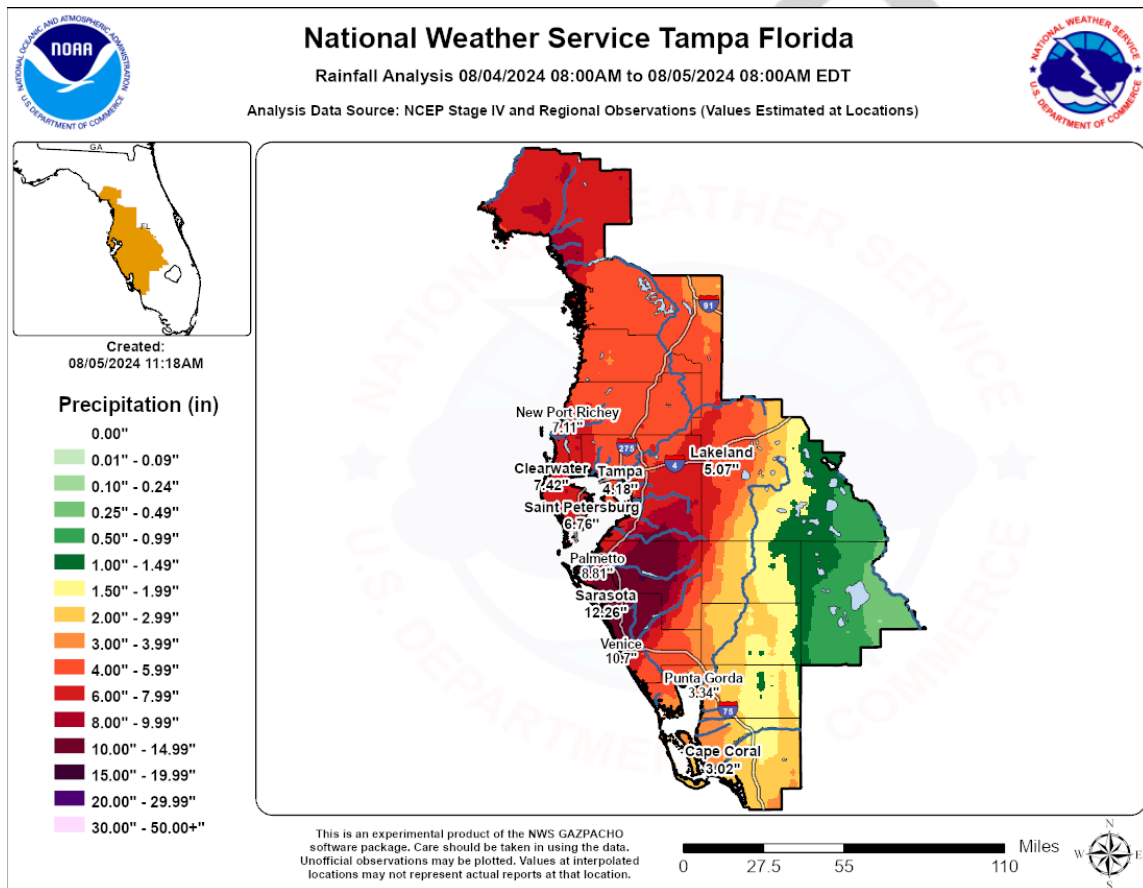 National Weather Service Tampa Florida
Rainfall Analysis 08/04/2024 08:00AM to 08/05/2024 08:00AM EDT
Analysis Data Source: NCEP Stage IV and Regional Observations (Values Estimated at Locations)
NATIONAL OCEANIC AND ATMOSPHERIC ADMINISTRATION
NOAA
U.S. DEPARTMENT OF COMMERCE
NATIONAL WEATHER SERVICE
U.S. DEPARTMENT OF COMMERCE
GA
FL
Created:
08/05/2024 11:18AM
Precipitation (in)
0.00"
0.01" - 0.09"
0.10" - 0.24"
0.25" - 0.49"
0.50" - 0.99"
1.00" - 1.49"
1.50" - 1.99"
2.00" - 2.99"
3.00" - 3.99"
4.00" - 5.99"
6.00" - 7.99"
8.00" - 9.99"
10.00" - 14.99"
15.00" - 19.99"
20.00" - 29.99"
30.00" - 50.00+"
NATIONAL WEATHER SERVICE
U.S. DEPARTMENT OF COMMERCE
91
New Port Richey
7.11"
275
4
Lakeland
5.07"
Clearwater
7.42"
Tampa
4.18"
Saint Petersburg
6.76"
Palmetto
8.81"
Sarasota
12.26"
Venice
10.7"
Punta Gorda
3.34"
75
Cape Coral
3.02"
This is an experimental product of the NWS GAZPACHO
software package. Care should be taken in using the data.
Unofficial observations may be plotted. Values at interpolated
locations may not represent actual reports at that location.
Miles
0 27.5 55 110
N
W E
S